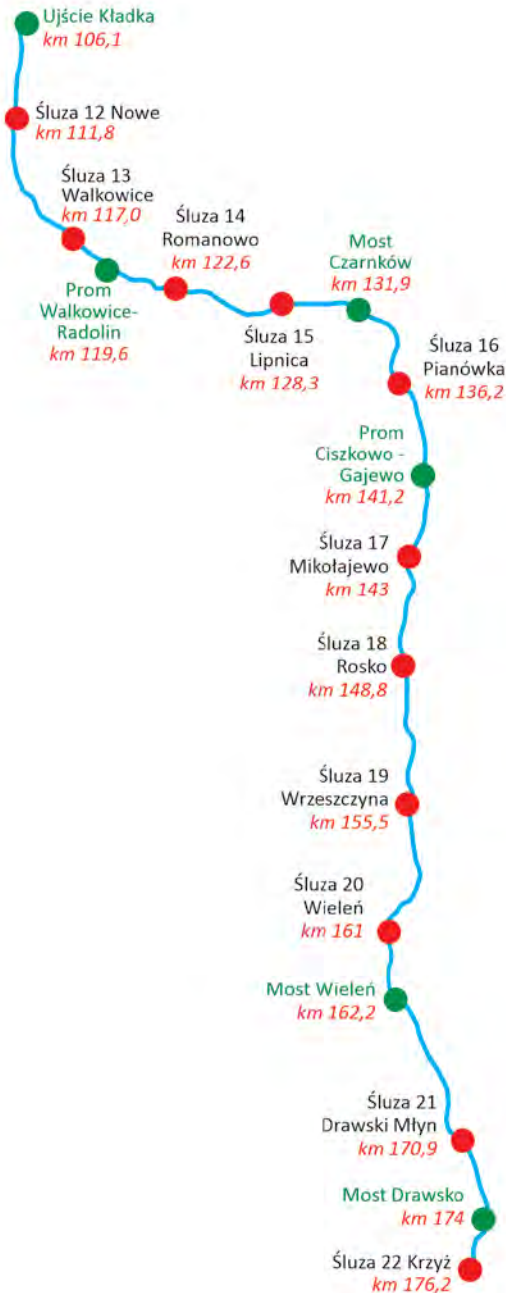 Ujście Kładka
km 106,1
Śluza 12 Nowe
km 111,8
Śluza 13
Walkowice
km 117,0
Prom
Walkowice-
Radolin
km 119,6
Śluza 14
Romanowo
km 122,6
Śluza 15
Lipnica
km 128,3
Most
Czarnków
km 131,9
Śluza 16
Pianówka
km 136,2
Prom
Ciszkowo -
Gajewo
km 141,2
Śluza 17
Mikołajewo
km 143
Śluza 18
Rosko
km 148,8
Śluza 19
Wrzeszczyna
km 155,5
Śluza 20
Wieleń
km 161
Most Wieleń
km 162,2
Śluza 21
Drawski Młyn
km 170,9
Most Drawsko
km 174
Śluza 22 Krzyż
km 176,2